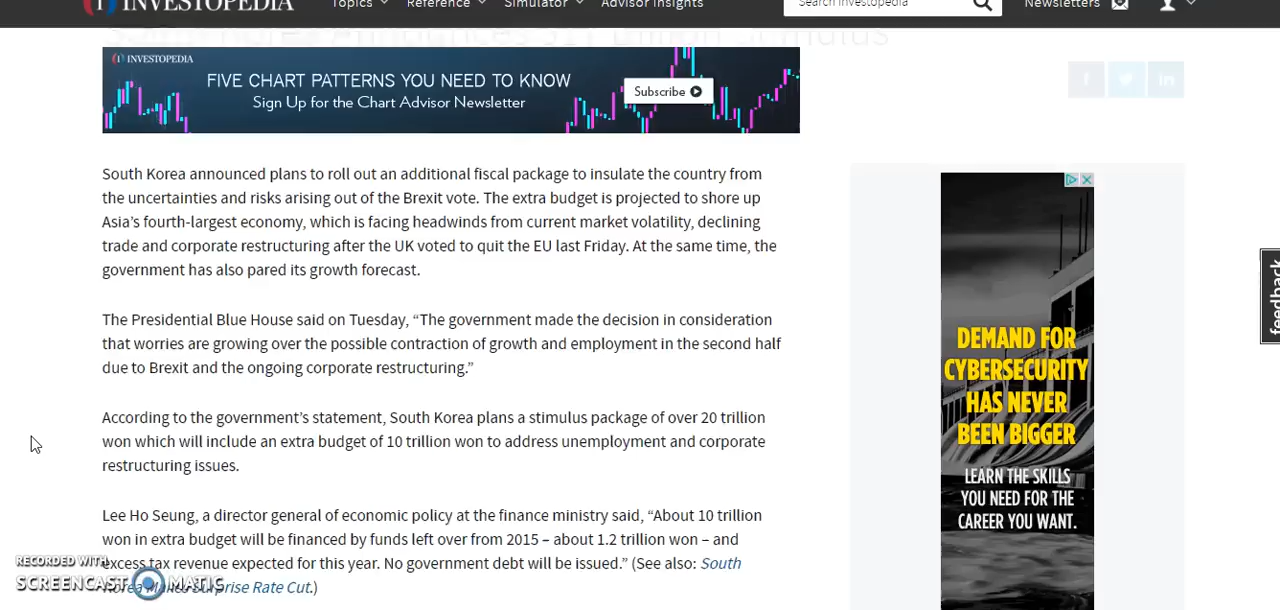 INVESTOPEDIA
Topics Reference Simulator Advisor Insights
Search Investopedia
Newsletters
INVESTOPEDIA
FIVE CHART PATTERNS YOU NEED TO KNOW
Sign Up for the Chart Advisor Newsletter
Subscribe
f in
South Korea announced plans to roll out an additional fiscal package to insulate the country from
the uncertainties and risks arising out of the Brexit vote. The extra budget is projected to shore up
Asia’s fourth-largest economy, which is facing headwinds from current market volatility, declining
trade and corporate restructuring after the UK voted to quit the EU last Friday. At the same time, the
government has also pared its growth forecast.
The Presidential Blue House said on Tuesday, “The government made the decision in consideration
that worries are growing over the possible contraction of growth and employment in the second half
due to Brexit and the ongoing corporate restructuring.”
According to the government’s statement, South Korea plans a stimulus package of over 20 trillion
won which will include an extra budget of 10 trillion won to address unemployment and corporate
restructuring issues.
Lee Ho Seung, a director general of economic policy at the finance ministry said, “About 10 trillion
won in extra budget will be financed by funds left over from 2015 – about 1.2 trillion won – and
excess tax revenue expected for this year. No government debt will be issued.” (See also: South
Korea Makes Surprise Rate Cut.)
DEMAND FOR
CYBERSECURITY
HAS NEVER
BEEN BIGGER
LEARN THE SKILLS
YOU NEED FOR THE
CAREER YOU WANT.
feedback
RECORDED WITH
SCREENCAST MATIC